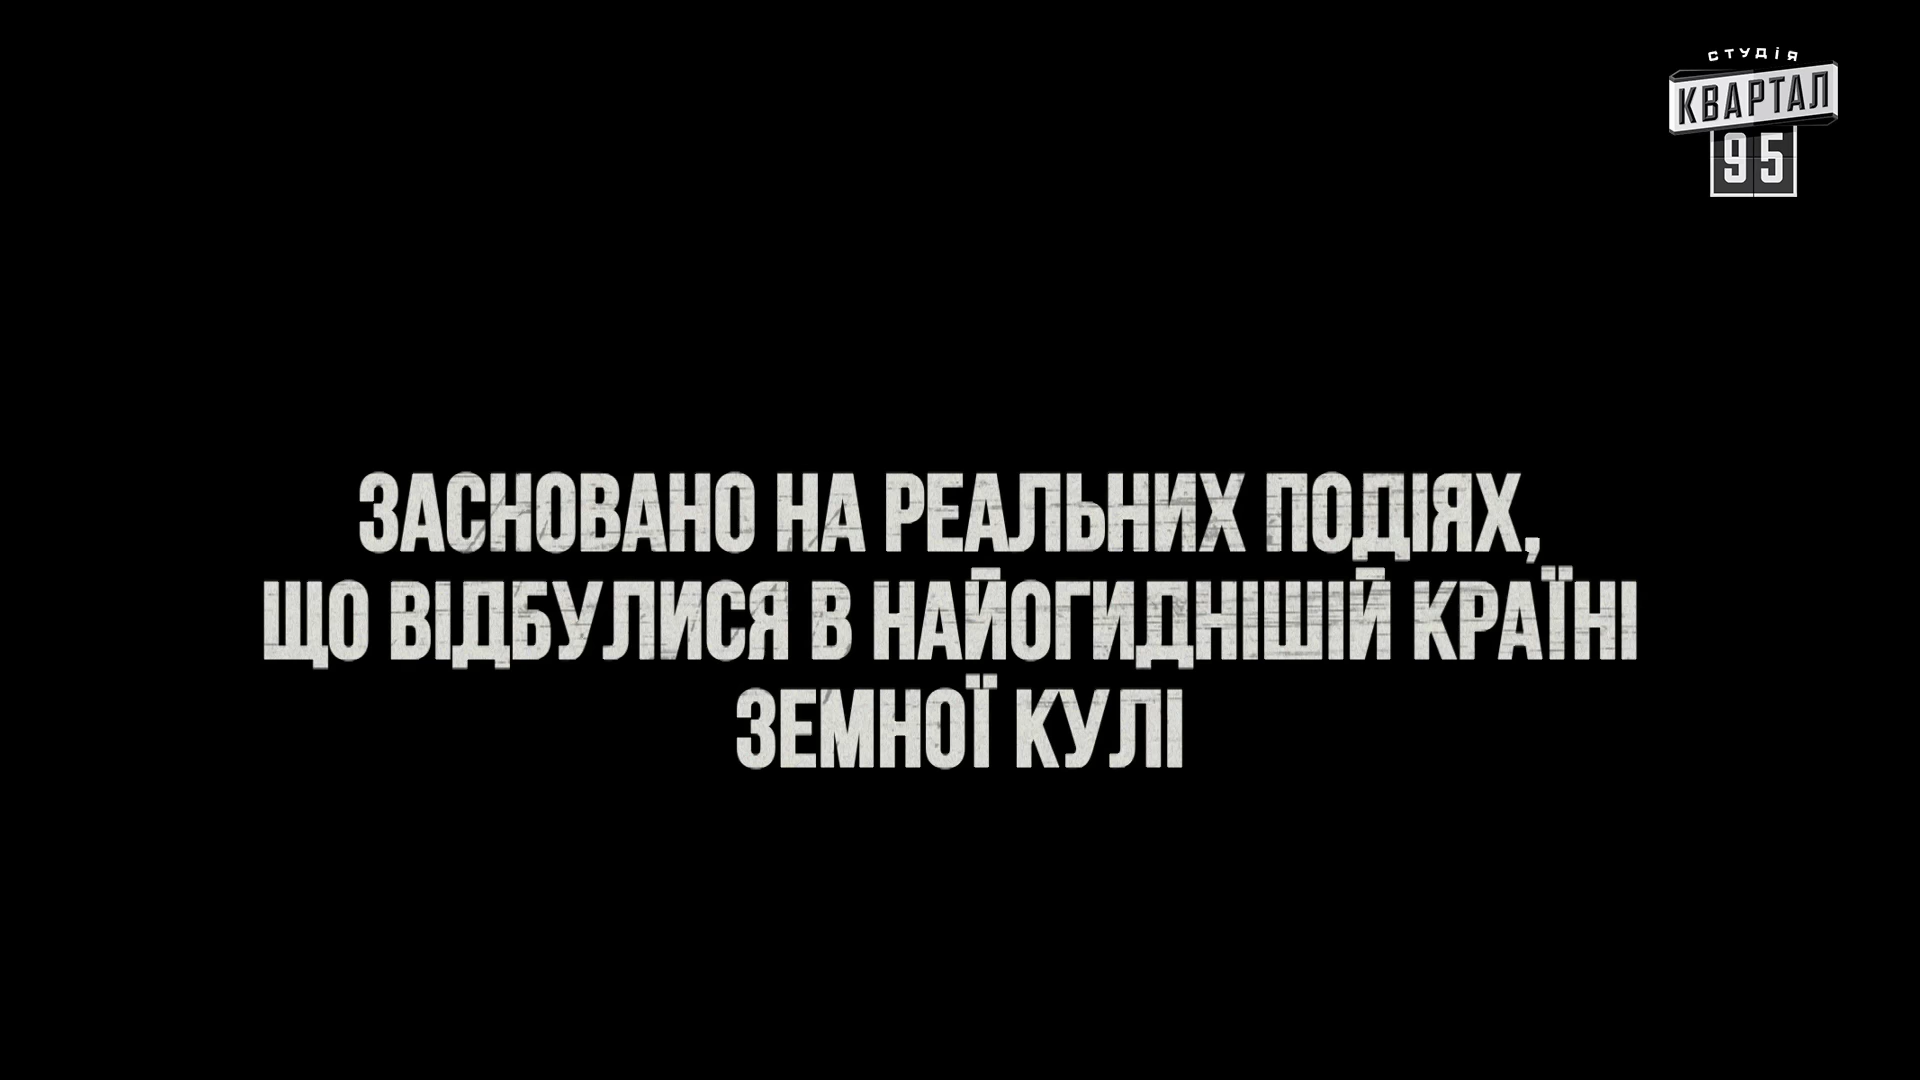 СТУДІЯ
КВАРТАЛ
95
ЗАСНОВАНО НА РЕАЛЬНИХ ПОДІЯХ,
ЩО ВІДБУЛИСЯ В НАЙОГИДНІШІЙ КРАЇНІ
ЗЕМНОЇ КУЛІ